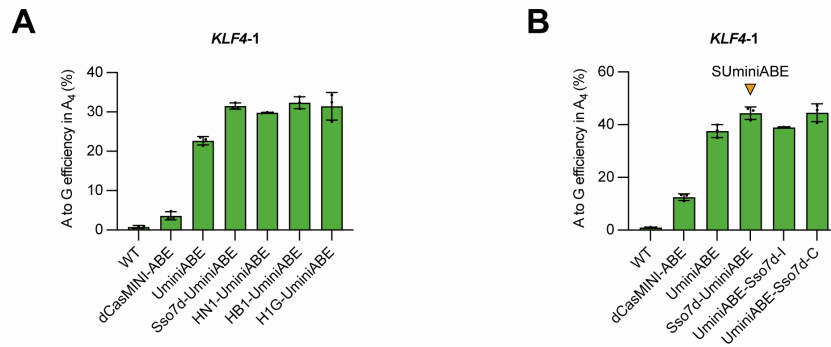 A
KLF4-1
A to G efficiency in A4 (%)
40
30
20
10
0
WT
dCasMINI-ABE
UminiABE
Sso7d-UminiABE
HN1-UminiABE
HB1-UminiABE
H1G-UminiABE
B
KLF4-1
SUminiABE
A to G efficiency in A4 (%)
60
40
20
0
WT
dCasMINI-ABE
UminiABE
Sso7d-UminiABE
UminiABE-Sso7d-I
UminiABE-Sso7d-C